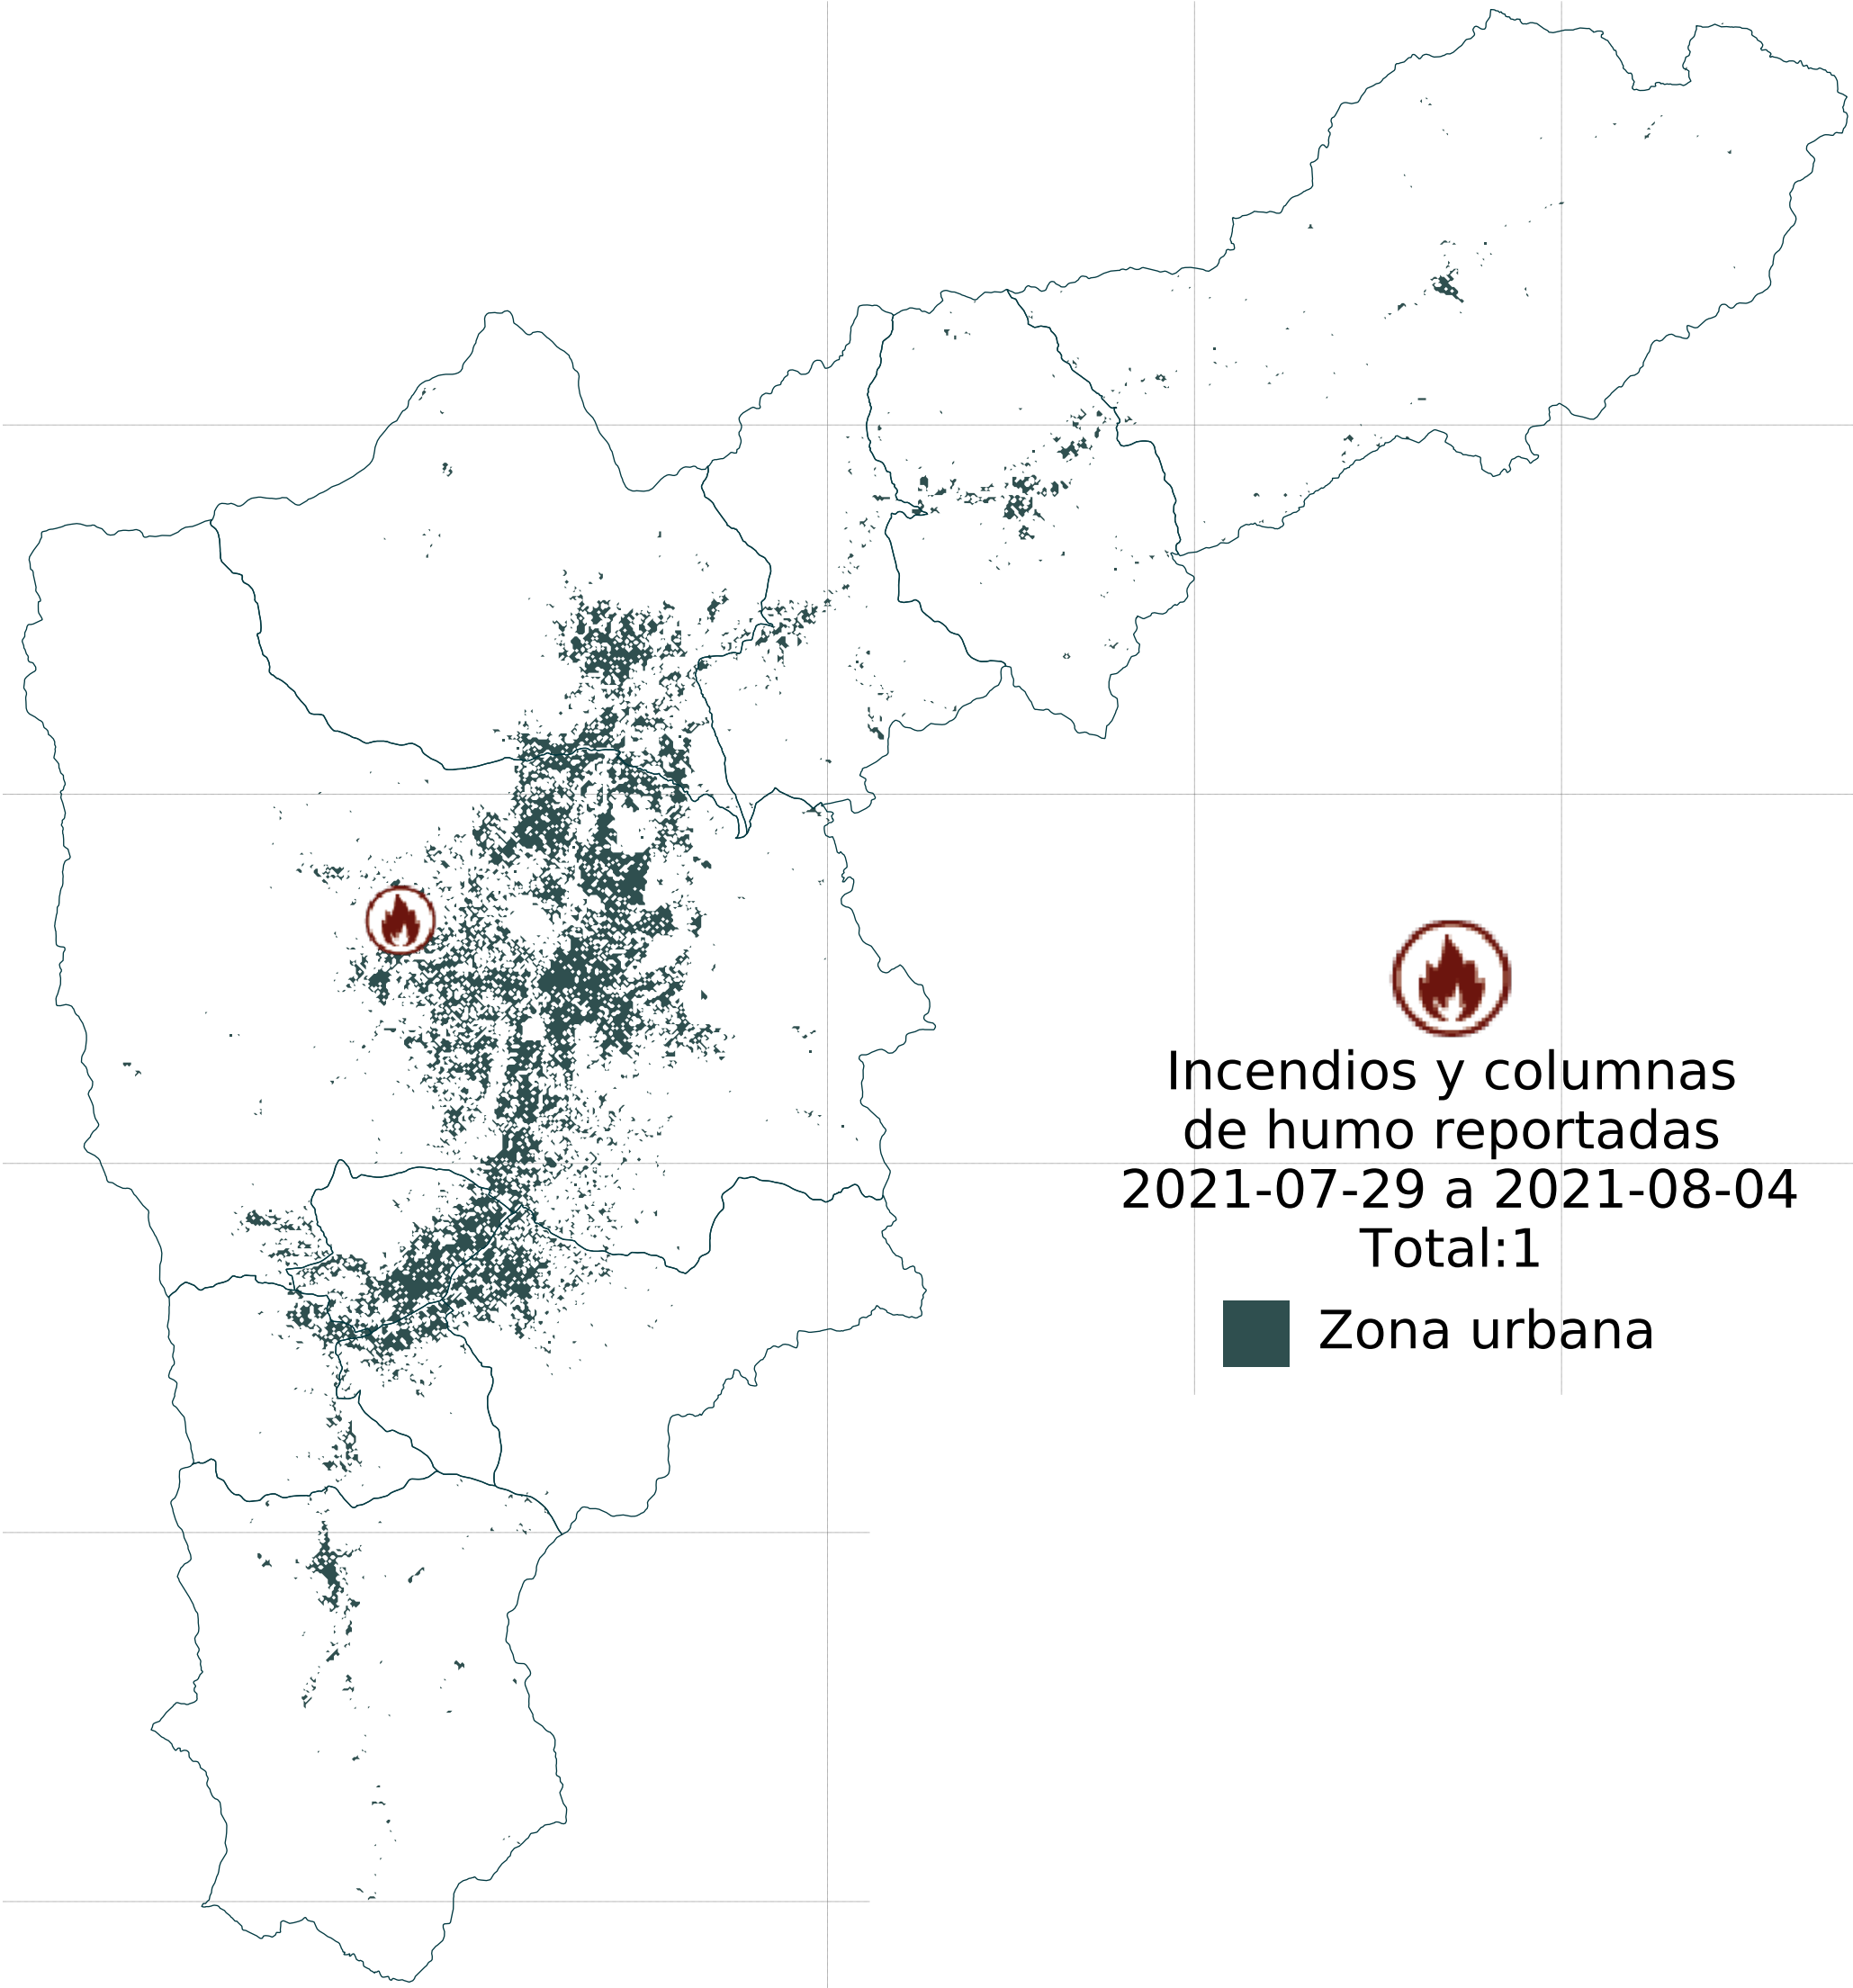 Incendios y columnas
de humo reportadas
2021-07-29 a 2021-08-04
Total:1
Zona urbana